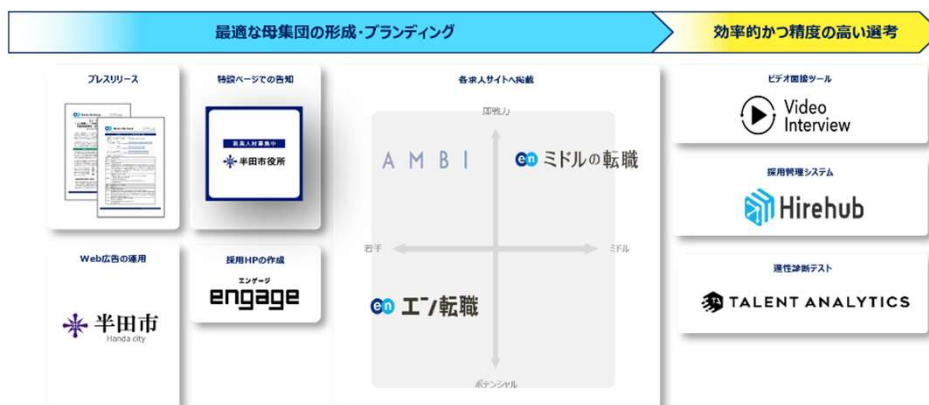 最適な母集団の形成・ブランディング
効率的かつ精度の高い選考
プレスリリース
特設ページでの告知
各求人サイトへ掲載
ビデオ面接ツール
即戦力
Video
Interview
半田市役所
AMBI
en ミドルの転職
採用管理システム
Hirehub
若手
ミドル
Web広告の運用
採用HPの作成
エンゲージ
engage
適性診断テスト
en エン転職
TALENT ANALYTICS
半田市
Handa city
ポテンシャル